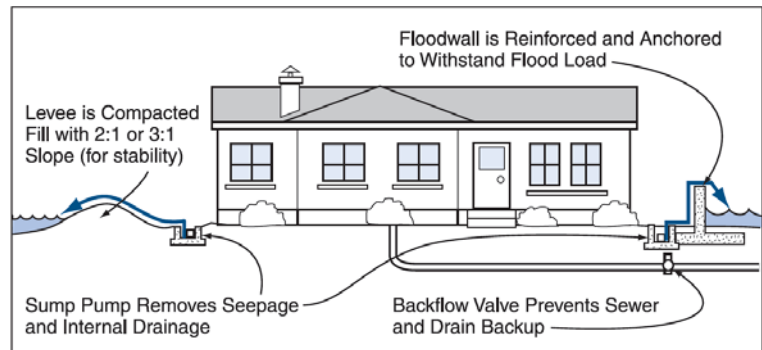 Floodwall is Reinforced and Anchored
to Withstand Flood Load
Levee is Compacted
Fill with 2:1 or 3:1
Slope (for stability)
Sump Pump Removes Seepage
and Internal Drainage
Backflow Valve Prevents Sewer
and Drain Backup